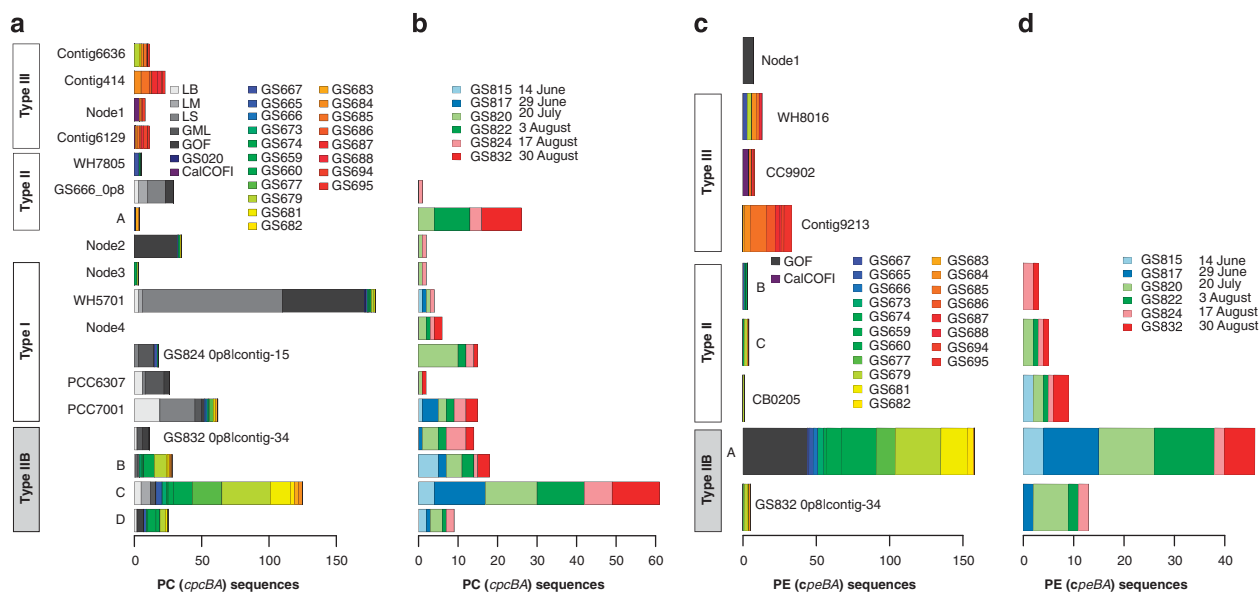 a
Type III
Contig6636
Contig414
Node1
Contig6129
Type II
WH7805
GS666_0p8
A
Node2
Type I
Node3
WH5701
Node4
GS824 0p8lcontig-15
PCC6307
PCC7001
Type IIB
GS832 0p8lcontig-34
B
C
D
LB
LM
LS
GML
GOF
GS020
CalCOFI
GS667
GS665
GS666
GS673
GS674
GS659
GS660
GS677
GS679
GS681
GS682
GS683
GS684
GS685
GS686
GS687
GS688
GS694
GS695
0 50 100 150
PC (cpcBA) sequences
b
GS815 14 June
GS817 29 June
GS820 20 July
GS822 3 August
GS824 17 August
GS832 30 August
0 10 20 30 40 50 60
PC (cpcBA) sequences
c
Node1
Type III
WH8016
CC9902
Contig9213
Type II
B
C
CB0205
Type IIB
A
GS832 0p8lcontig-34
GOF
CalCOFI
GS667
GS665
GS666
GS673
GS674
GS659
GS660
GS677
GS679
GS681
GS682
GS683
GS684
GS685
GS686
GS687
GS688
GS694
GS695
0 50 100 150
PE (cpeBA) sequences
d
GS815 14 June
GS817 29 June
GS820 20 July
GS822 3 August
GS824 17 August
GS832 30 August
0 10 20 30 40
PE (cpeBA) sequences